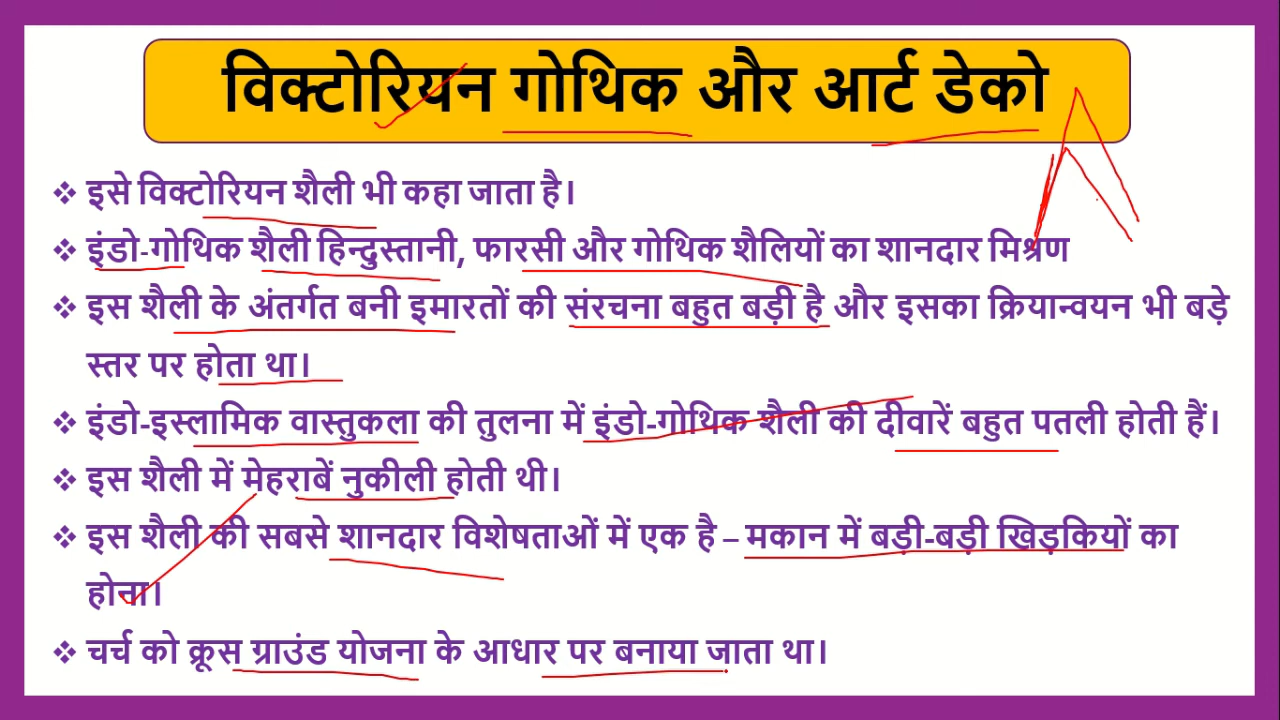 विक्टोरियन गोथिक और आर्ट डेको
❖ इसे विक्टोरियन शैली भी कहा जाता है।
❖ इंडो-गोथिक शैली हिन्दुस्तानी, फारसी और गोथिक शैलियों का शानदार मिश्रण
❖ इस शैली के अंतर्गत बनी इमारतों की संरचना बहुत बड़ी है और इसका क्रियान्वयन भी बड़े
स्तर पर होता था।
❖ इंडो-इस्लामिक वास्तुकला की तुलना में इंडो-गोथिक शैली की दीवारें बहुत पतली होती हैं।
❖ इस शैली में मेहराबें नुकीली होती थी।
❖ इस शैली की सबसे शानदार विशेषताओं में एक है – मकान में बड़ी-बड़ी खिड़कियों का
होना।
❖ चर्च को क्रूस ग्राउंड योजना के आधार पर बनाया जाता था।